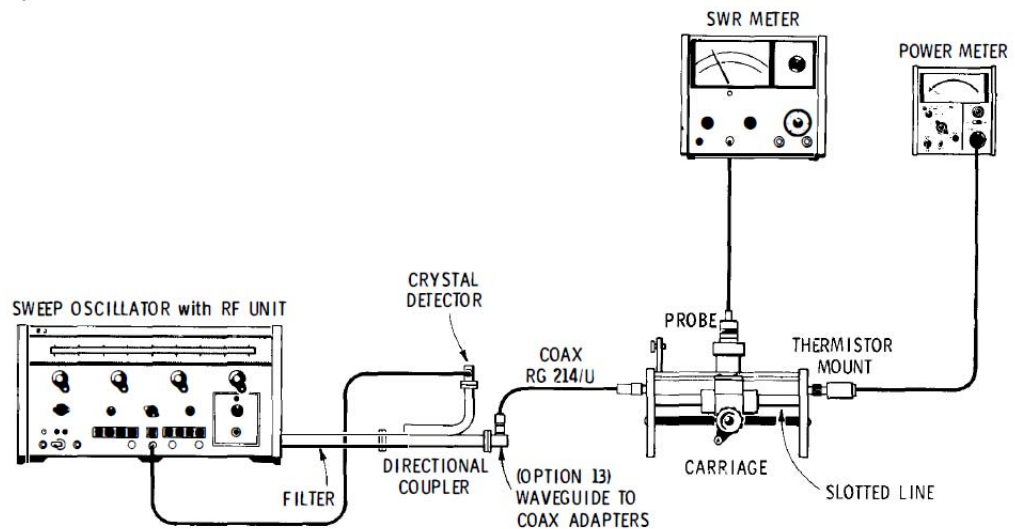 SWR METER
POWER METER
CRYSTAL
DETECTOR
SWEEP OSCILLATOR with RF UNIT
PROBE
COAX
RG 214/U
THERMISTOR
MOUNT
FILTER
DIRECTIONAL
COUPLER
(OPTION 13)
WAVEGUIDE TO
COAX ADAPTERS
CARRIAGE
SLOTTED LINE